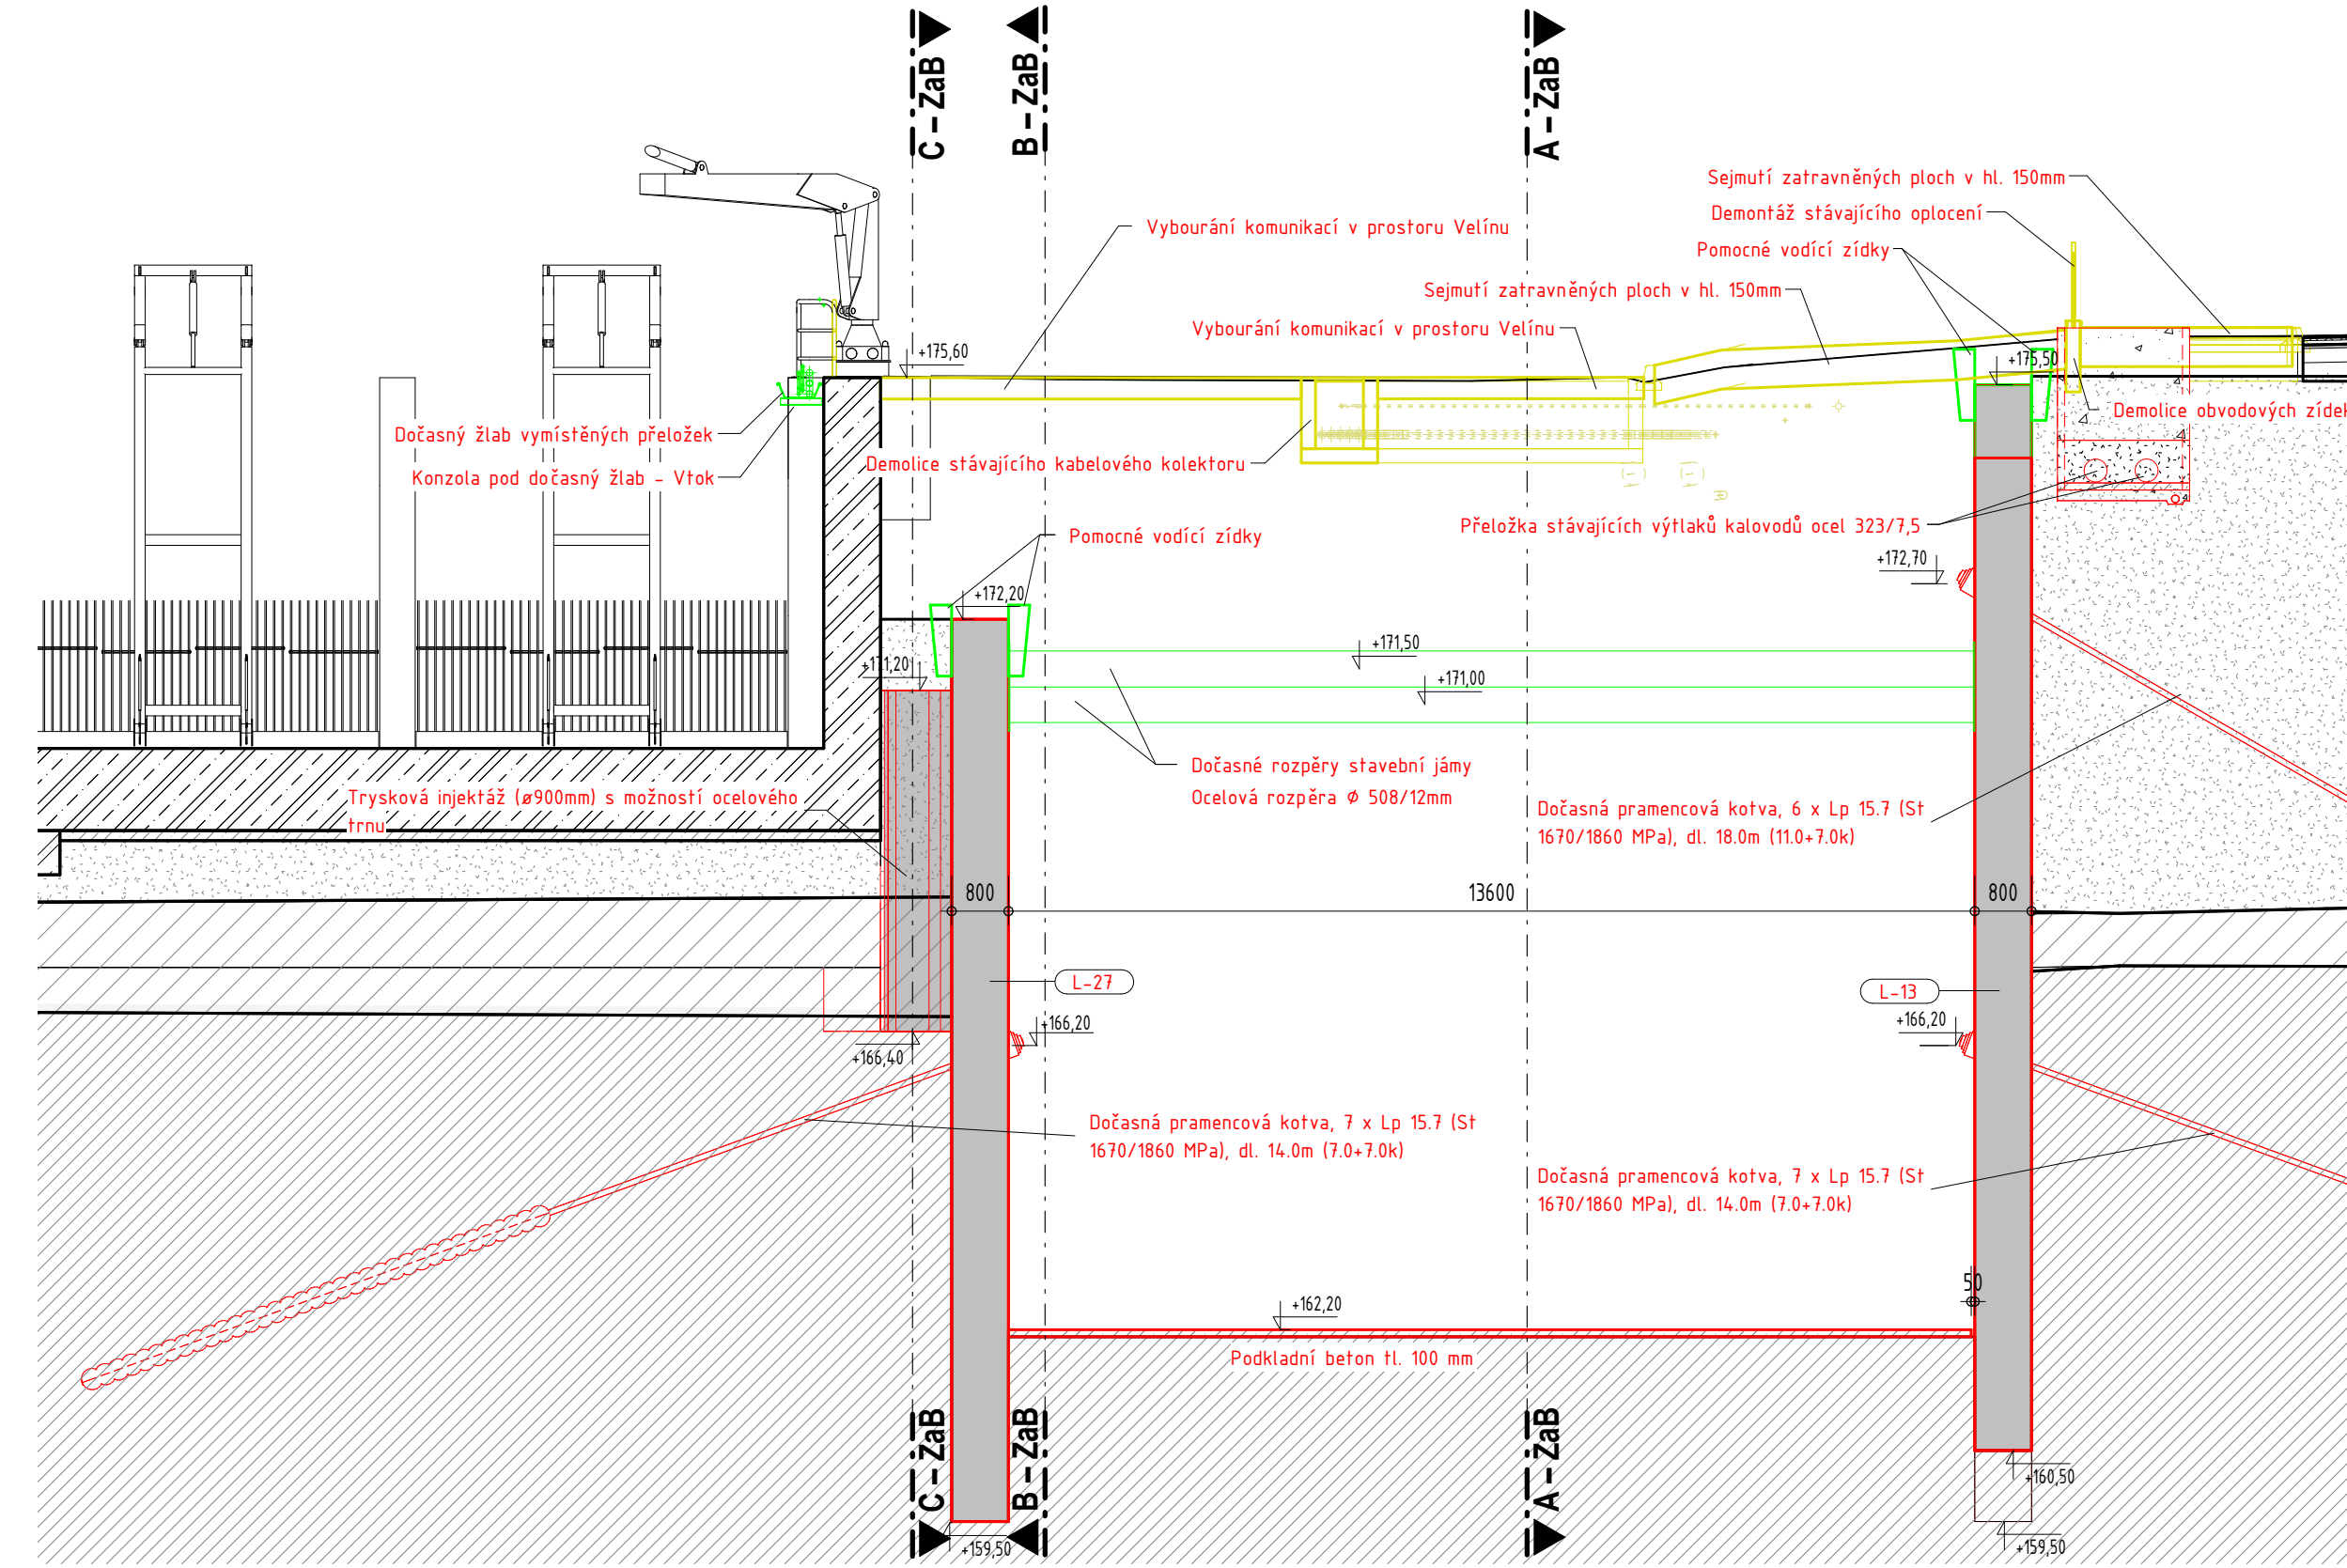 C - ZaB
B - ZaB
A - ZaB
Sejmutí zatravněných ploch v hl. 150mm
Demontáž stávajícího oplocení
Vybourání komunikací v prostoru Velínu
Pomocné vodící zídky
Sejmutí zatravněných ploch v hl. 150mm
Vybourání komunikací v prostoru Velínu
+175,60
+175,50
Demolice obvodových zídek
Dočasný žlab vymístěných přeložek
Demolice stávajícího kabelového kolektoru
Konzola pod dočasný žlab - Vtok
Přeložka stávajících výtlaků kalovodů ocel 323/7,5
Pomocné vodící zídky
+172,70
+172,20
+171,50
+171,20
+171,00
Dočasné rozpěry stavební jámy
Ocelová rozpěra Φ 508/12mm
Trysková injektáž (ø900mm) s možností ocelového
trnu
Dočasná pramencová kotva, 6 x Lp 15.7 (St
1670/1860 MPa), dl. 18.0m (11.0+7.0k)
800
13600
800
L-27
L-13
+166,20
+166,20
+166,40
Dočasná pramencová kotva, 7 x Lp 15.7 (St
1670/1860 MPa), dl. 14.0m (7.0+7.0k)
Dočasná pramencová kotva, 7 x Lp 15.7 (St
1670/1860 MPa), dl. 14.0m (7.0+7.0k)
50
+162,20
Podkladní beton tl. 100 mm
C - ZaB
B - ZaB
A - ZaB
+160,50
+159,50
+159,50